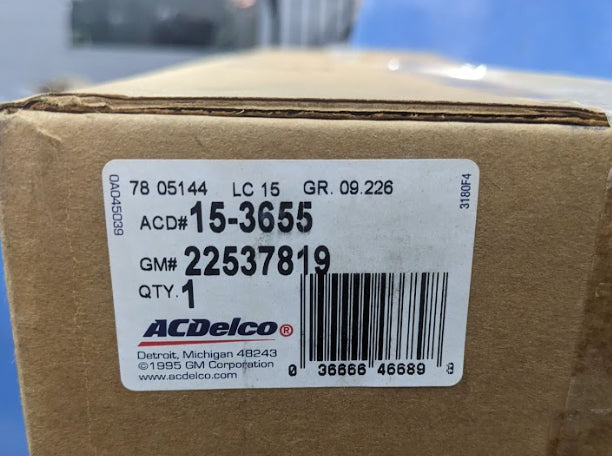 78 05144 LC 15 GR. 09.226
0AD45039
3180F4
ACD# 15-3655
GM# 22537819
QTY. 1
ACDelco®
Detroit, Michigan 48243
©1995 GM Corporation
www.acdelco.com
0 36666 46689 8